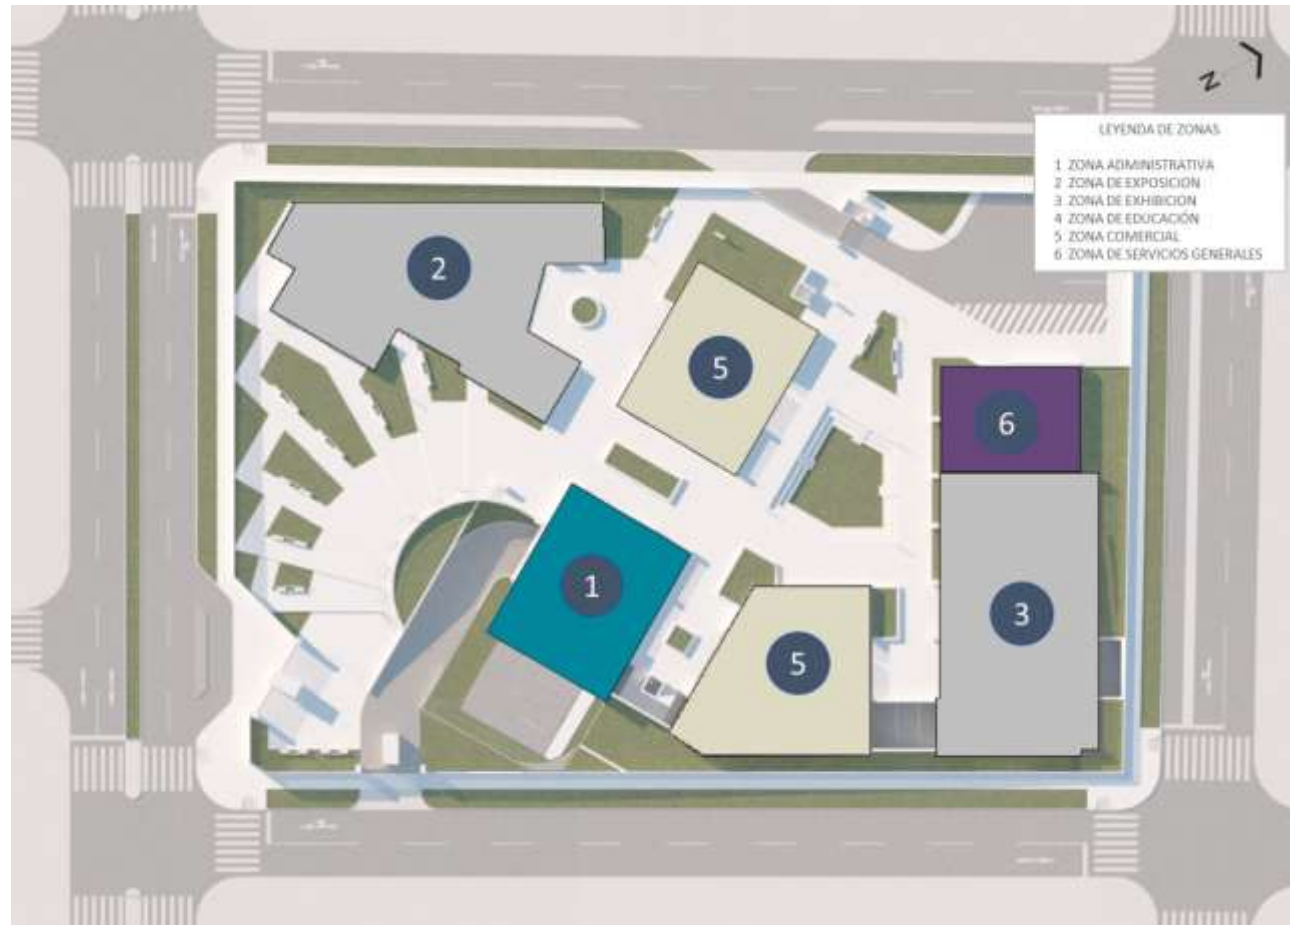 N
LEYENDA DE ZONAS
1 ZONA ADMINISTRATIVA
2 ZONA DE EXPOSICION
3 ZONA DE EXHIBICION
4 ZONA DE EDUCACIÓN
5 ZONA COMERCIAL
6 ZONA DE SERVICIOS GENERALES
2
5
6
1
3
5